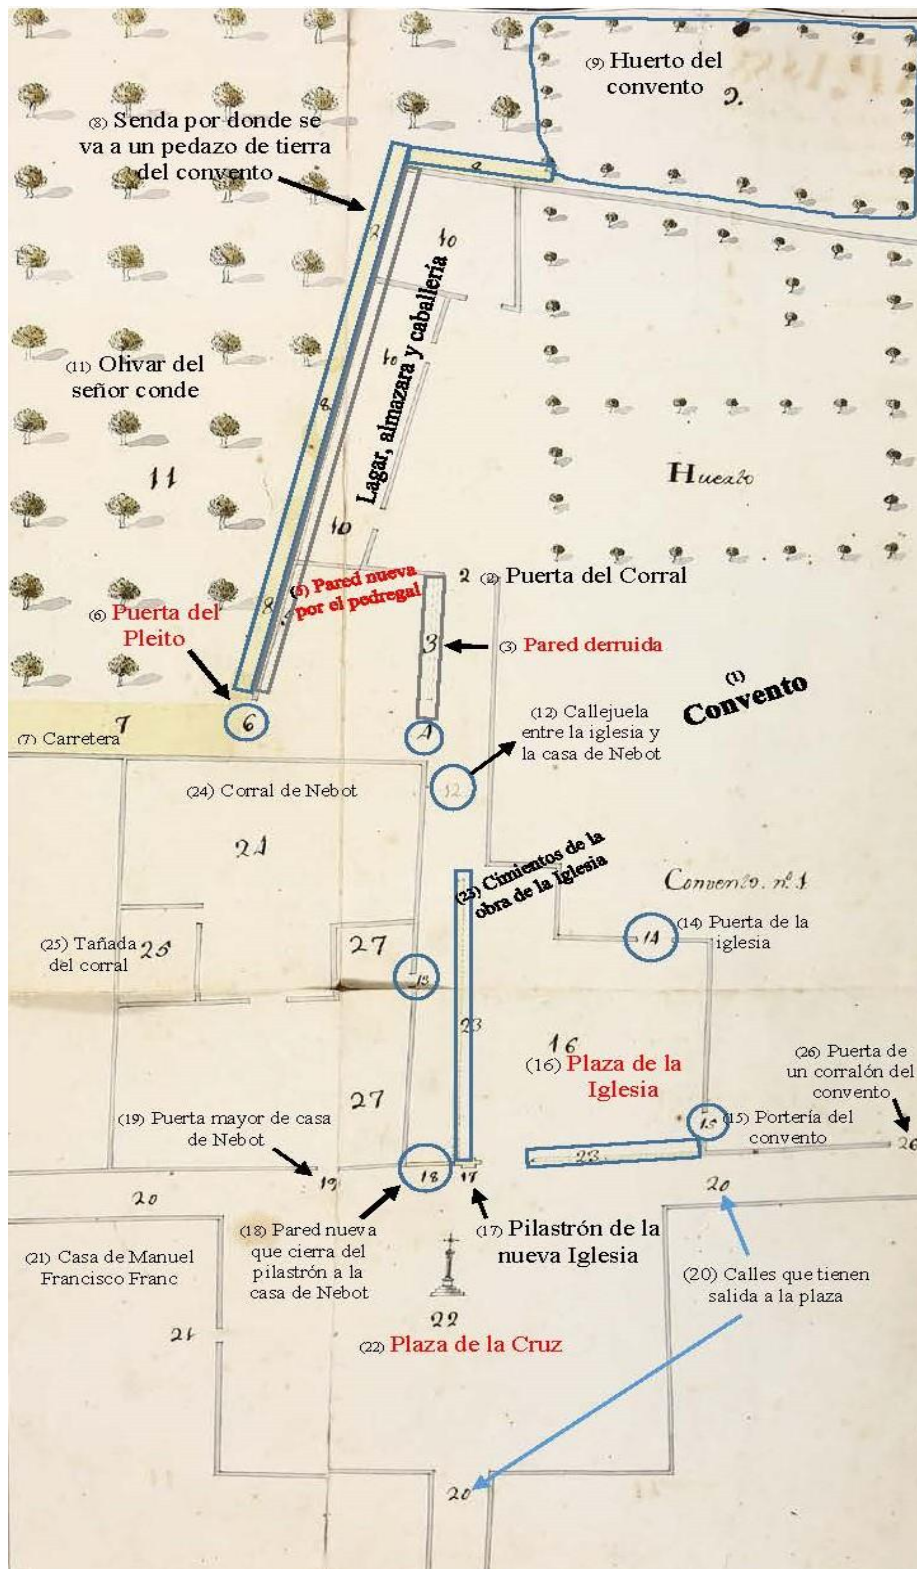 (9) Huerto del
convento
9.
(8) Senda por donde se
va a un pedazo de tierra
del convento
8
10
Lagar, almazara y caballería
10
(11) Olivar del
señor conde
8
11
Huerto
10
(5) Pared nueva
por el pedregal
2 (2) Puerta del Corral
8
(6) Puerta del
Pleito
3
(3) Pared derruida
(1)
Convento
7
6
4
(12) Callejuela
entre la iglesia y
la casa de Nebot
(7) Carretera
(24) Corral de Nebot
12
24
(23) Cimientos de la
obra de la Iglesia
Convento. nº 1
(14) Puerta de la
iglesia
14
(25) Tañada
del corral
25
27
13
23
16
(16) Plaza de la
Iglesia
(26) Puerta de
un corralón del
convento
27
(19) Puerta mayor de casa
de Nebot
15
(15) Portería del
convento
26
23
18
17
19
20
20
(18) Pared nueva
que cierra del
pilastrón a la
casa de Nebot
(17) Pilastrón de la
nueva Iglesia
(21) Casa de Manuel
Francisco Franc
(20) Calles que tienen
salida a la plaza
22
21
(22) Plaza de la Cruz
20